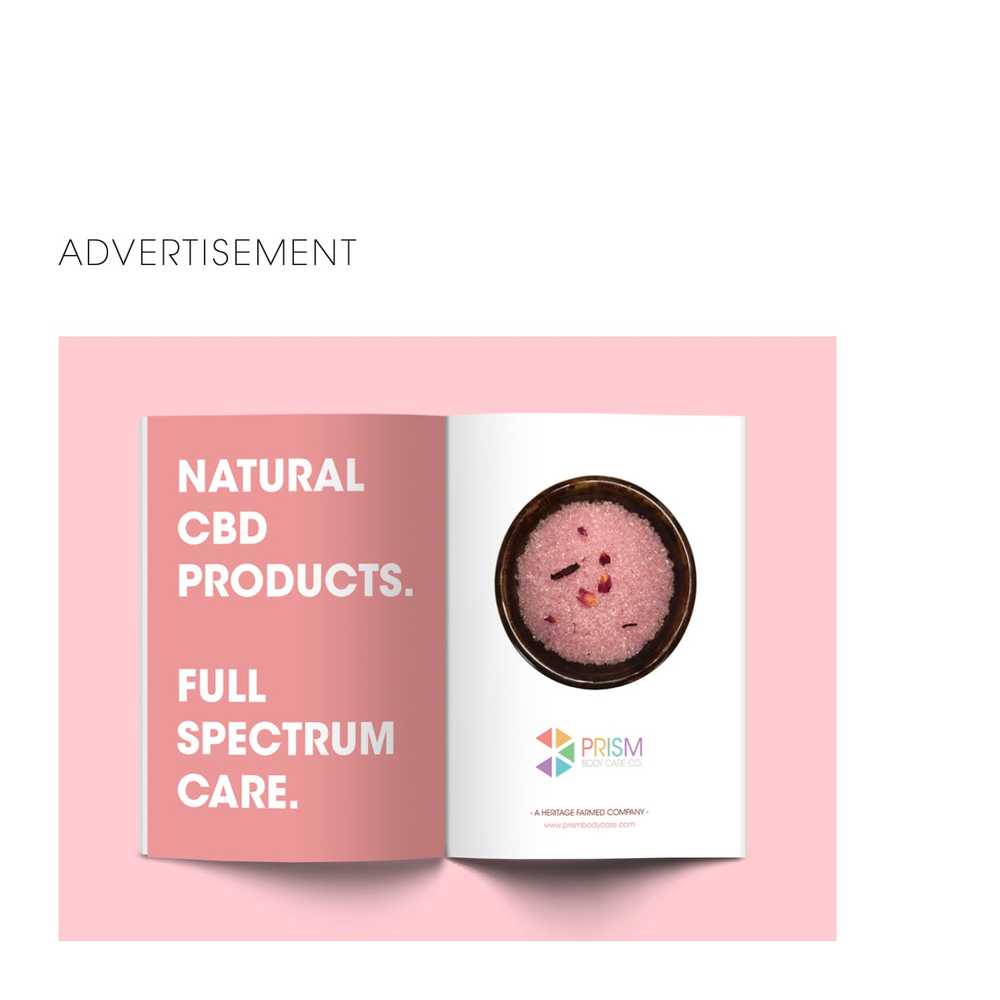 ADVERTISEMENT
NATURAL
CBD
PRODUCTS.
FULL
SPECTRUM
CARE.
PRISM
BODY CARE CO.
- A HERITAGE FARMED COMPANY -
www.prismbodycare.com